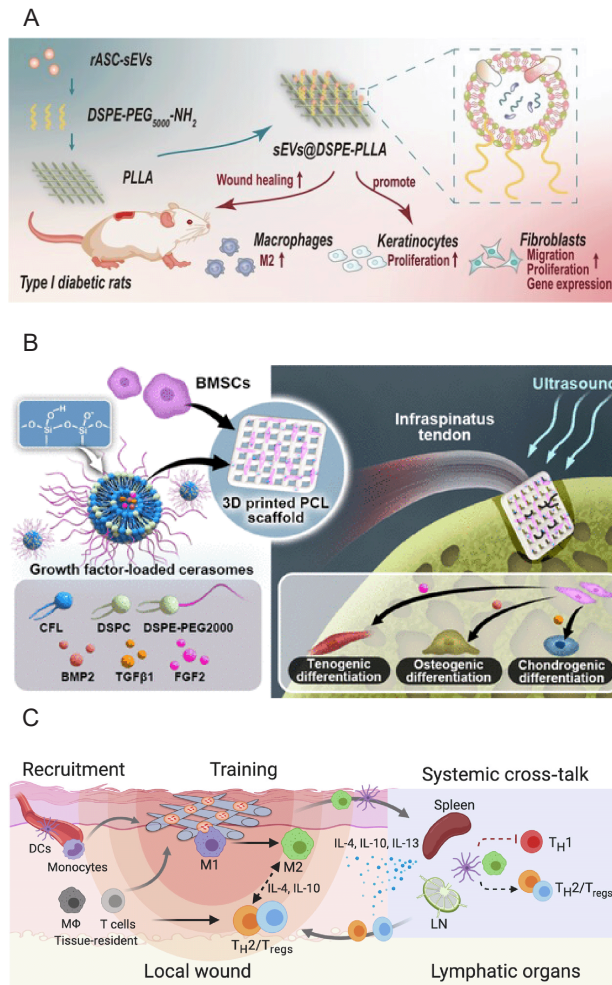 A
rASC-sEVs
DSPE-PEG5000-NH2
PLLA
sEVs@DSPE-PLLA
Wound healing ↑
promote
Macrophages
M2 ↑
Keratinocytes
Proliferation ↑
Fibroblasts
Migration
Proliferation ↑
Gene expression
Type I diabetic rats
B
BMSCs
H
O
O-
-O-Si-O-Si-O-
3D printed PCL
scaffold
Growth factor-loaded cerasomes
CFL
DSPC
DSPE-PEG2000
BMP2
TGFβ1
FGF2
Ultrasound
Infraspinatus
tendon
Tenogenic
differentiation
Osteogenic
differentiation
Chondrogenic
differentiation
C
Recruitment
Training
Systemic cross-talk
DCs
Monocytes
M1
M2
IL-4, IL-10
MΦ
T cells
Tissue-resident
TH2/Tregs
Local wound
Spleen
IL-4, IL-10, IL-13
LN
TH1
TH2/Tregs
Lymphatic organs